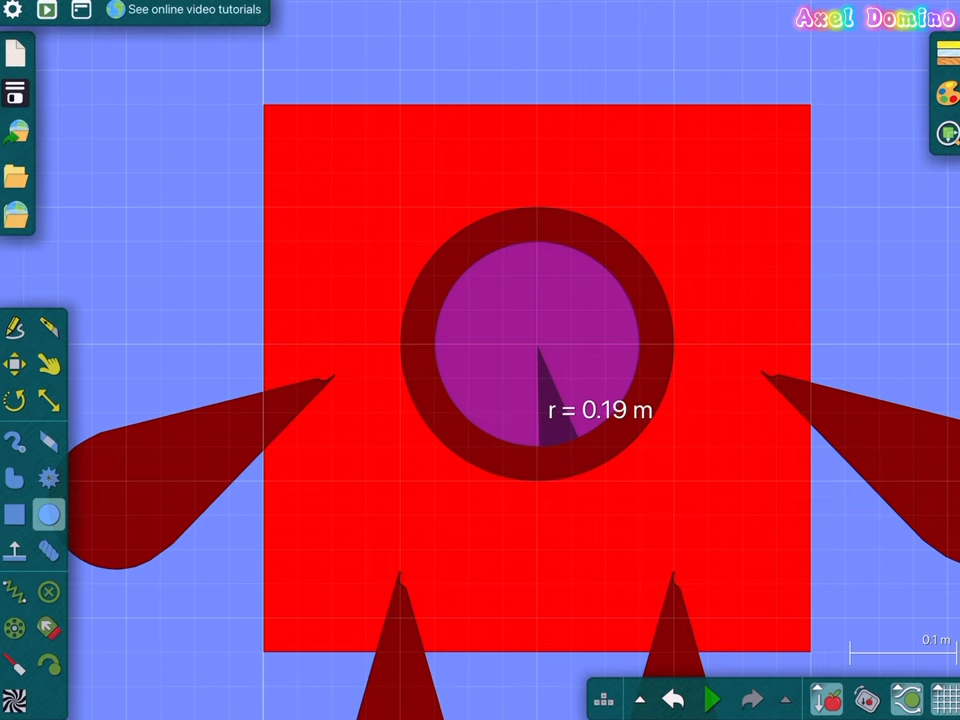 See online video tutorials
Axel Domino
r = 0.19 m
0.1 m